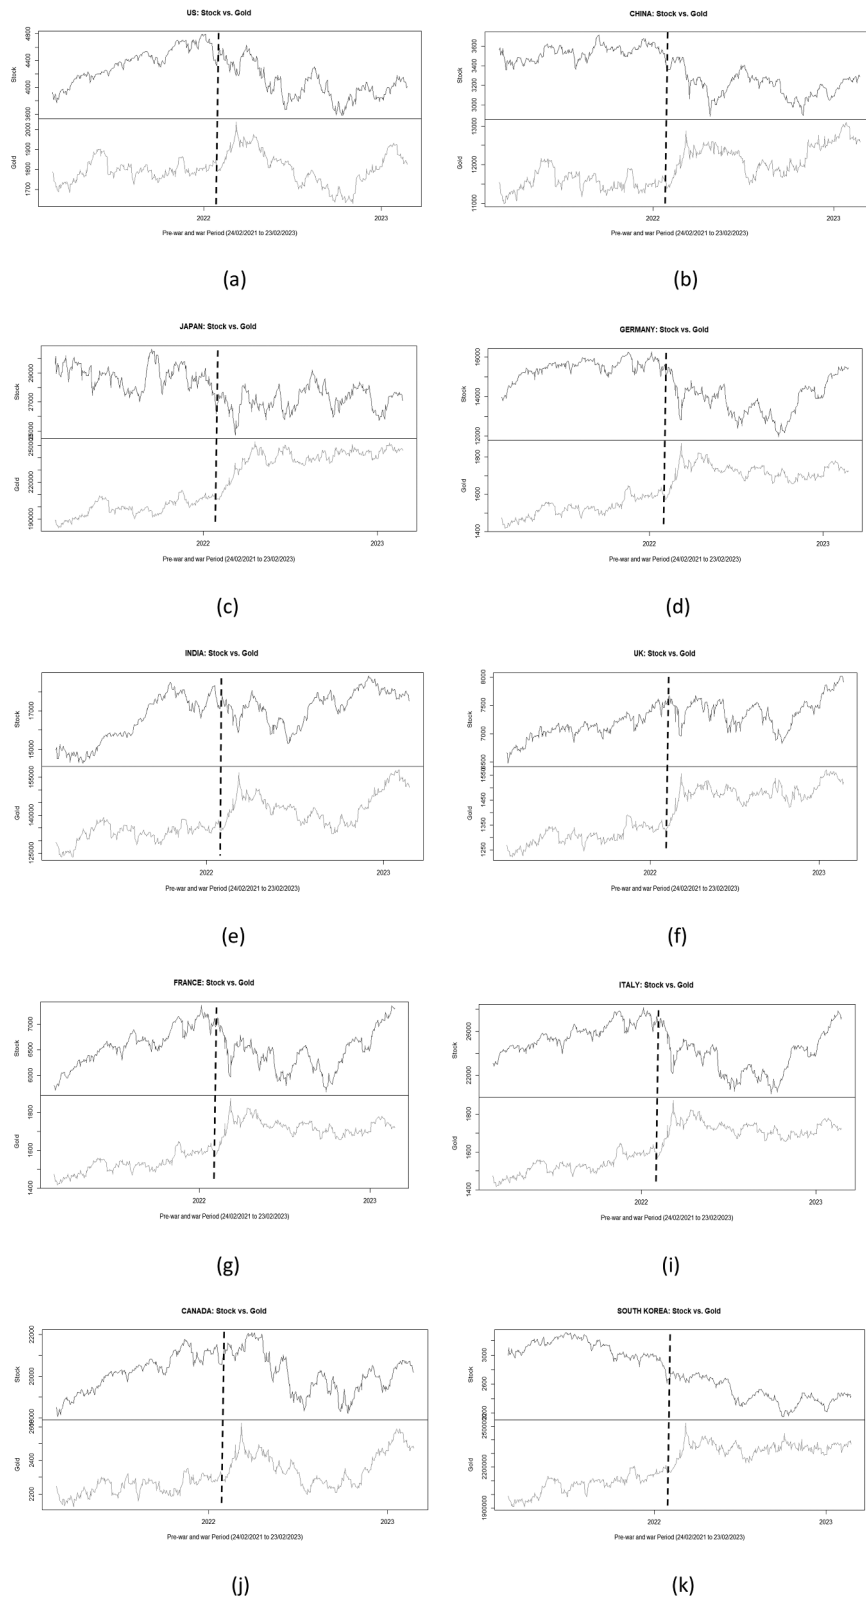 US: Stock vs. Gold
Stock
3600 4000 4400 4800
Gold
1700 1800 1900 2000
2022 2023
Pre-war and war Period (24/02/2021 to 23/02/2023)
(a)
CHINA: Stock vs. Gold
Stock
3000 3200 3400 3600
Gold
11000 12000 13000
2022 2023
Pre-war and war Period (24/02/2021 to 23/02/2023)
(b)
JAPAN: Stock vs. Gold
Stock
25000 27000 29000
Gold
190000 220000
2022 2023
Pre-war and war Period (24/02/2021 to 23/02/2023)
(c)
GERMANY: Stock vs. Gold
Stock
12000 14000 16000
Gold
1400 1600 1800
2022 2023
Pre-war and war Period (24/02/2021 to 23/02/2023)
(d)
INDIA: Stock vs. Gold
Stock
15000 17000
Gold
125000 140000 155000
2022 2023
Pre-war and war Period (24/02/2021 to 23/02/2023)
(e)
UK: Stock vs. Gold
Stock
7000 7500 8000
Gold
1250 1350 1450
2022 2023
Pre-war and war Period (24/02/2021 to 23/02/2023)
(f)
FRANCE: Stock vs. Gold
Stock
6000 6500 7000
Gold
1400 1600 1800
2022 2023
Pre-war and war Period (24/02/2021 to 23/02/2023)
(g)
ITALY: Stock vs. Gold
Stock
22000 26000
Gold
1400 1600 1800
2022 2023
Pre-war and war Period (24/02/2021 to 23/02/2023)
(i)
CANADA: Stock vs. Gold
Stock
20000 22000
Gold
2200 2400
2022 2023
Pre-war and war Period (24/02/2021 to 23/02/2023)
(j)
SOUTH KOREA: Stock vs. Gold
Stock
2600 3000
Gold
1900000 2200000
2022 2023
Pre-war and war Period (24/02/2021 to 23/02/2023)
(k)